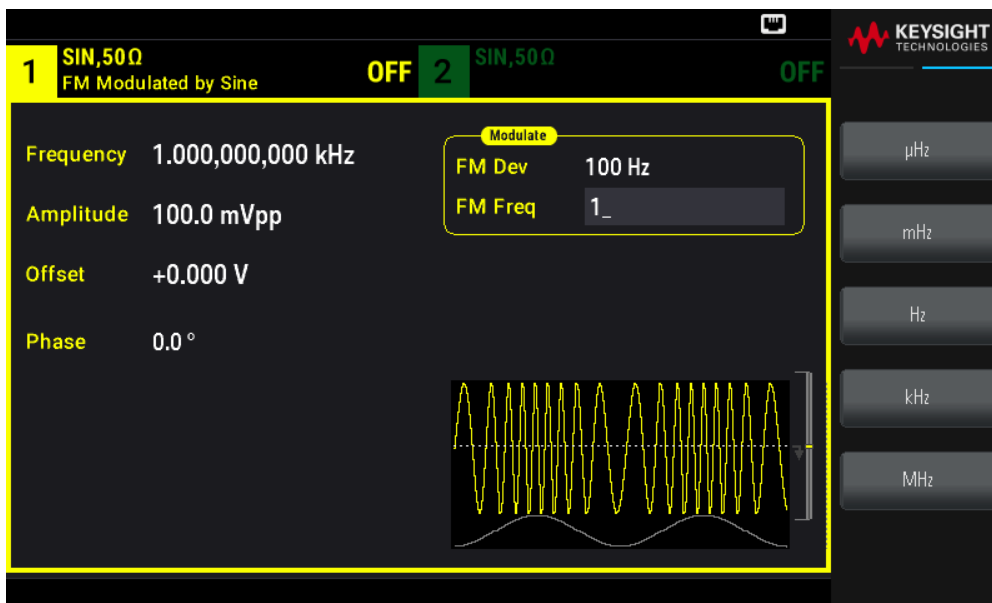 KEYSIGHT
TECHNOLOGIES
1
SIN,50Ω
FM Modulated by Sine
OFF
2
SIN,50Ω
OFF
Frequency 1.000,000,000 kHz
Amplitude 100.0 mVpp
Offset +0.000 V
Phase 0.0 °
Modulate
FM Dev 100 Hz
FM Freq 1_
µHz
mHz
Hz
kHz
MHz